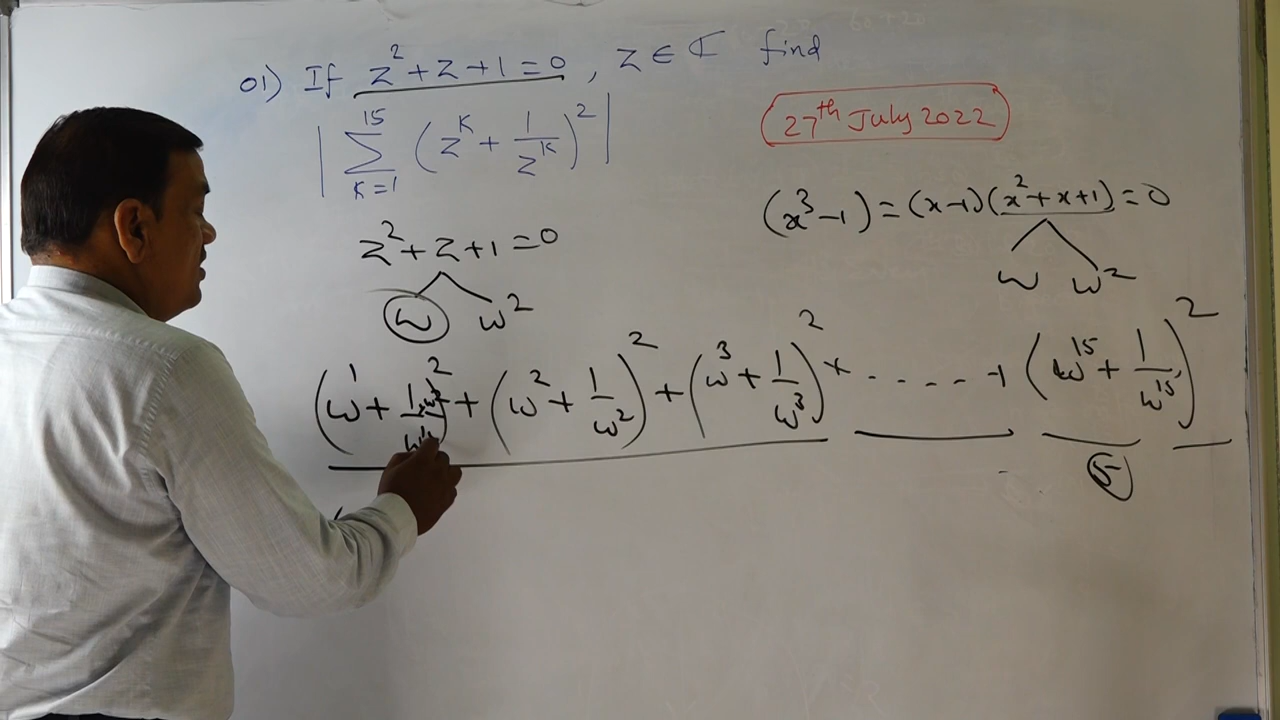 01) If z² + z + 1 = 0 , z ∈ ℂ find
| ∑_{k=1}^{15} (z^k + 1/z^k)² |
27th July 2022
(x³ - 1) = (x - 1)(x² + x + 1) = 0
ω ω²
z² + z + 1 = 0
ω ω²
(ω¹ + 1/ω¹)² + (ω² + 1/ω²)² + (ω³ + 1/ω³)² + ..... + (ω¹⁵ + 1/ω¹⁵)²
5
(